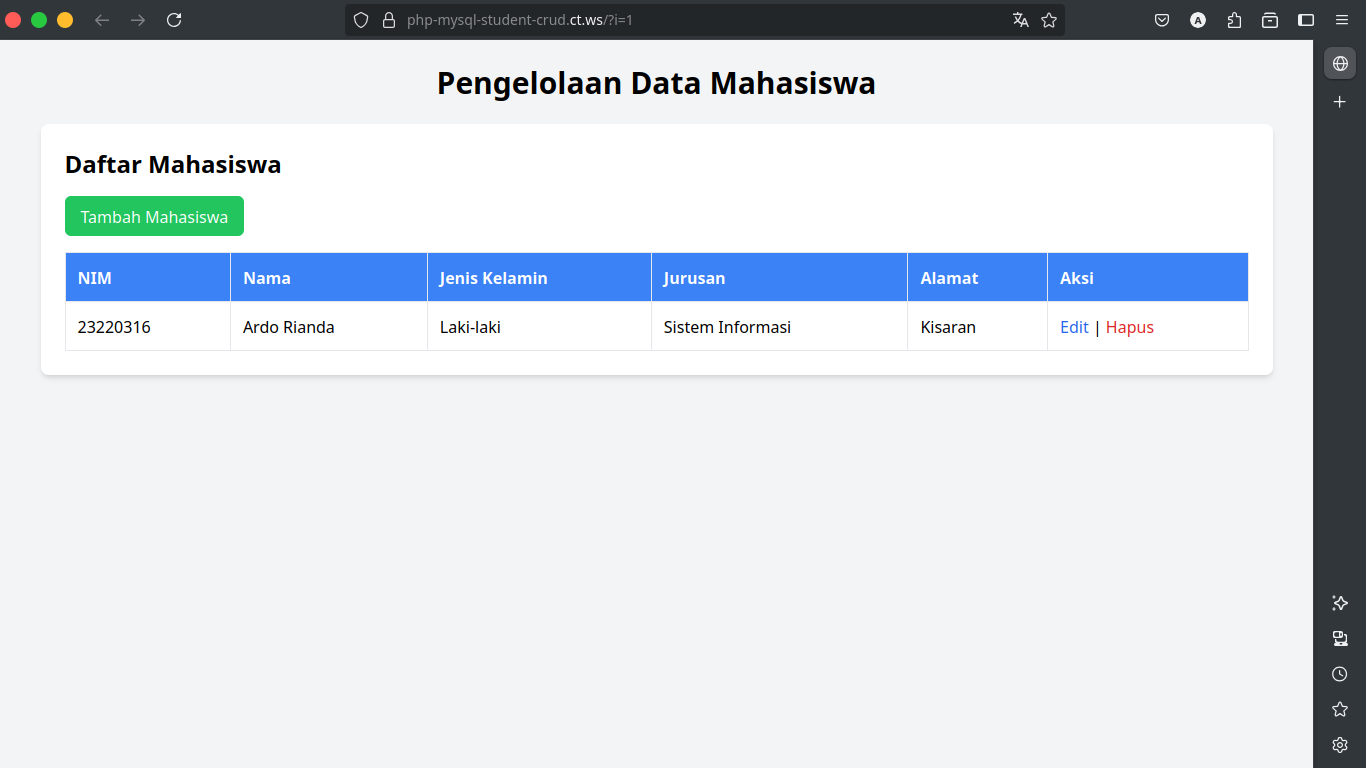 php-mysql-student-crud.ct.ws/?i=1
A
Pengelolaan Data Mahasiswa
Daftar Mahasiswa
Tambah Mahasiswa
NIM Nama Jenis Kelamin Jurusan Alamat Aksi
23220316 Ardo Rianda Laki-laki Sistem Informasi Kisaran Edit | Hapus